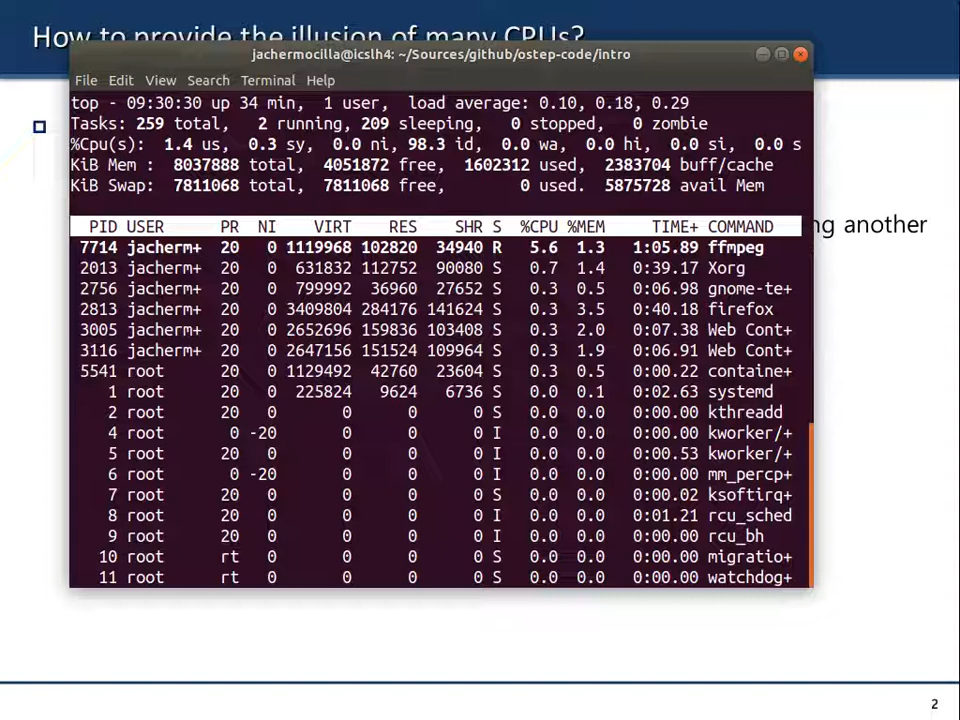 How to provide the illusion of many CPUs?
jachermocilla@icslh4: ~/Sources/github/ostep-code/intro
File Edit View Search Terminal Help
top - 09:30:30 up 34 min, 1 user, load average: 0.10, 0.18, 0.29
Tasks: 259 total, 2 running, 209 sleeping, 0 stopped, 0 zombie
%Cpu(s): 1.4 us, 0.3 sy, 0.0 ni, 98.3 id, 0.0 wa, 0.0 hi, 0.0 si, 0.0 s
KiB Mem : 8037888 total, 4051872 free, 1602312 used, 2383704 buff/cache
KiB Swap: 7811068 total, 7811068 free, 0 used. 5875728 avail Mem
PID USER PR NI VIRT RES SHR S %CPU %MEM TIME+ COMMAND
ng another
7714 jacherm+ 20 0 1119968 102820 34940 R 5.6 1.3 1:05.89 ffmpeg
2013 jacherm+ 20 0 631832 112752 90080 S 0.7 1.4 0:39.17 Xorg
2756 jacherm+ 20 0 799992 36960 27652 S 0.3 0.5 0:06.98 gnome-te+
2813 jacherm+ 20 0 3409804 284176 141624 S 0.3 3.5 0:40.18 firefox
3005 jacherm+ 20 0 2652696 159836 103408 S 0.3 2.0 0:07.38 Web Cont+
3116 jacherm+ 20 0 2647156 151524 109964 S 0.3 1.9 0:06.91 Web Cont+
5541 root 20 0 1129492 42760 23604 S 0.3 0.5 0:00.22 containe+
1 root 20 0 225824 9624 6736 S 0.0 0.1 0:02.63 systemd
2 root 20 0 0 0 0 S 0.0 0.0 0:00.00 kthreadd
4 root 0 -20 0 0 0 I 0.0 0.0 0:00.00 kworker/+
5 root 20 0 0 0 0 I 0.0 0.0 0:00.53 kworker/+
6 root 0 -20 0 0 0 I 0.0 0.0 0:00.00 mm_percp+
7 root 20 0 0 0 0 S 0.0 0.0 0:00.02 ksoftirq+
8 root 20 0 0 0 0 I 0.0 0.0 0:01.21 rcu_sched
9 root 20 0 0 0 0 I 0.0 0.0 0:00.00 rcu_bh
10 root rt 0 0 0 0 S 0.0 0.0 0:00.00 migratio+
11 root rt 0 0 0 0 S 0.0 0.0 0:00.00 watchdog+
2